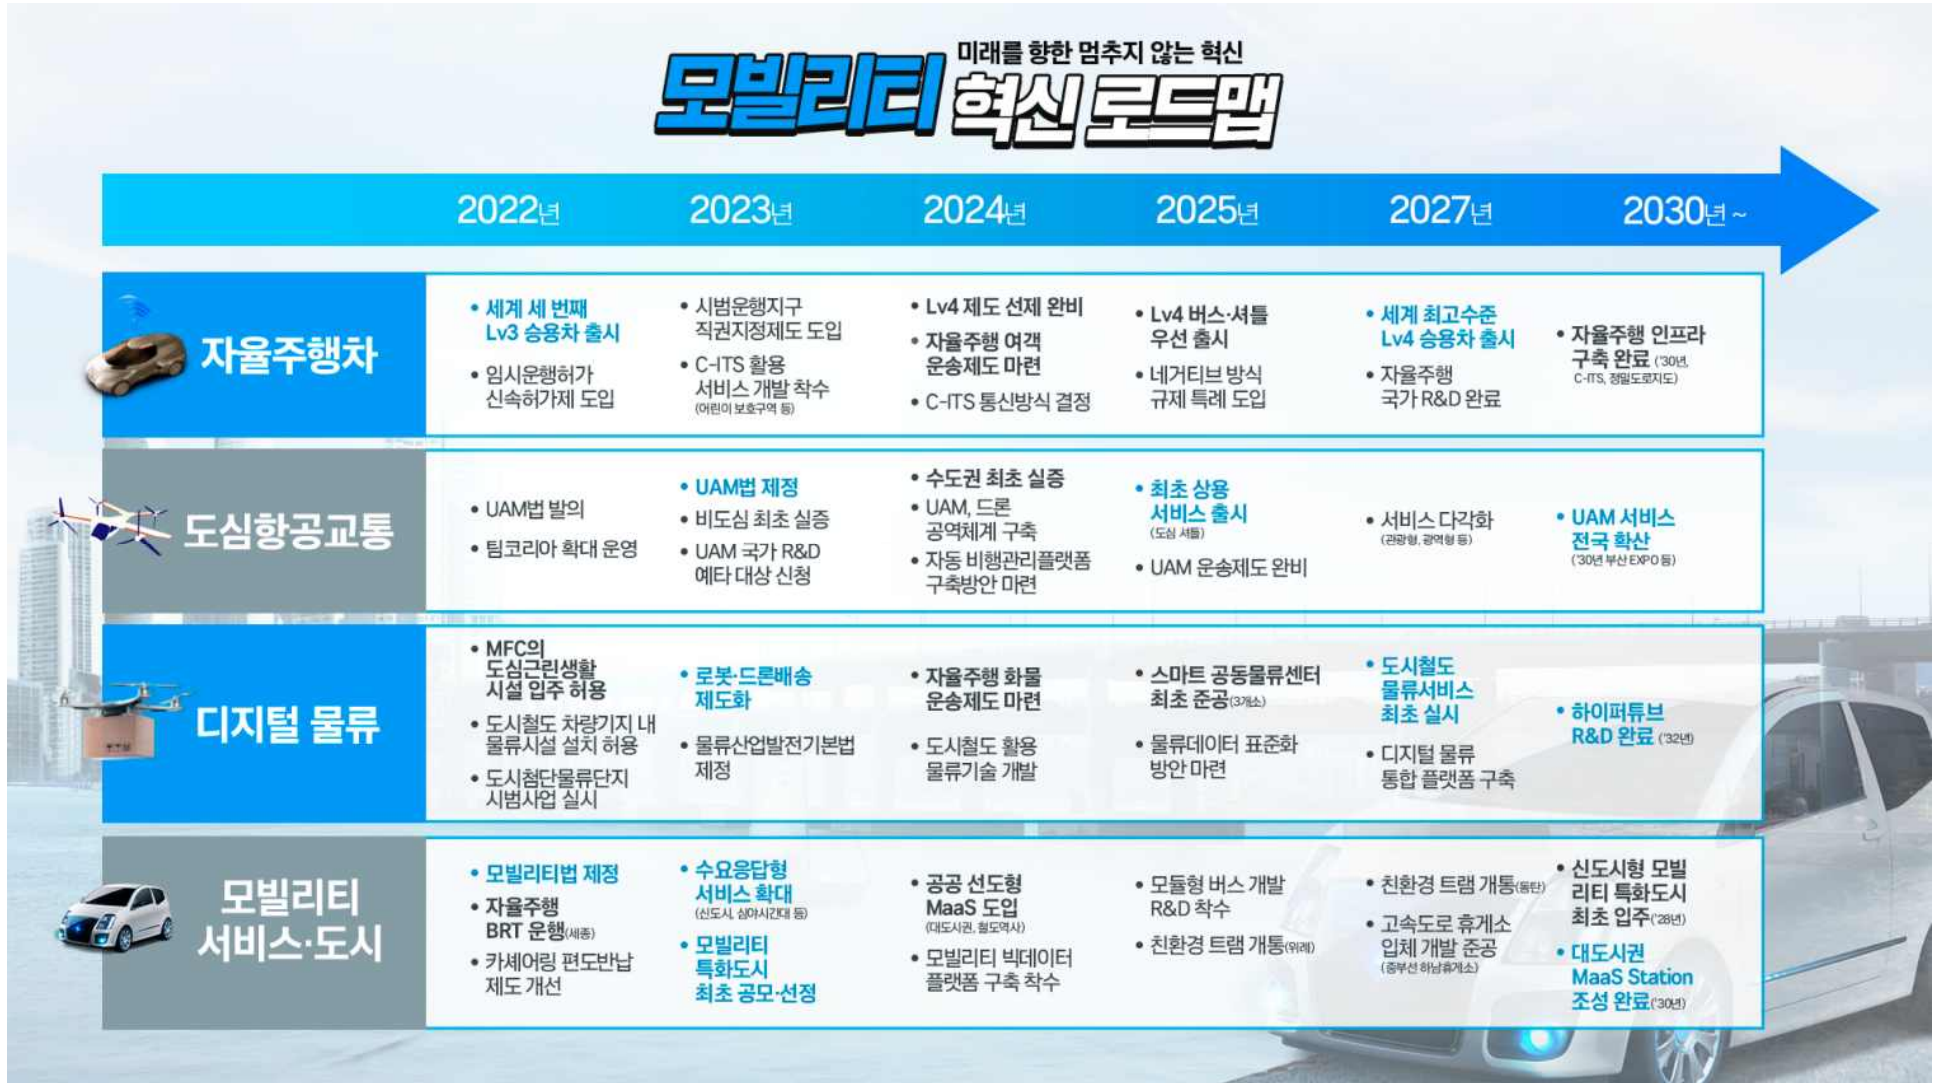 미래를 향한 멈추지 않는 혁신
모빌리티 혁신 로드맵
2022년
2023년
2024년
2025년
2027년
2030년~
자율주행차
• 세계 세 번째
Lv3 승용차 출시
• 임시운행허가
신속허가제 도입
• 시범운행지구
직권지정제도 도입
• C-ITS 활용
서비스 개발 착수
(어린이 보호구역 등)
• Lv4 제도 선제 완비
• 자율주행 여객
운송제도 마련
• C-ITS 통신방식 결정
• Lv4 버스·셔틀
우선 출시
• 네거티브 방식
규제 특례 도입
• 세계 최고수준
Lv4 승용차 출시
• 자율주행
국가 R&D 완료
• 자율주행 인프라
구축 완료 ('30년,
C-ITS, 정밀도로지도)
도심항공교통
• UAM법 발의
• 팀코리아 확대 운영
• UAM법 제정
• 비도심 최초 실증
• UAM 국가 R&D
예타 대상 신청
• 수도권 최초 실증
• UAM, 드론
공역체계 구축
• 자동 비행관리플랫폼
구축방안 마련
• 최초 상용
서비스 출시
(도심 셔틀)
• UAM 운송제도 완비
• 서비스 다각화
(관광형, 광역형 등)
• UAM 서비스
전국 확산
('30년 부산 EXPO 등)
디지털 물류
• MFC의
도심근린생활
시설 입주 허용
• 도시철도 차량기지 내
물류시설 설치 허용
• 도시첨단물류단지
시범사업 실시
• 로봇·드론배송
제도화
• 물류산업발전기본법
제정
• 자율주행 화물
운송제도 마련
• 도시철도 활용
물류기술 개발
• 스마트 공동물류센터
최초 준공(3개소)
• 물류데이터 표준화
방안 마련
• 도시철도
물류서비스
최초 실시
• 디지털 물류
통합 플랫폼 구축
• 하이퍼튜브
R&D 완료 ('32년)
모빌리티
서비스·도시
• 모빌리티법 제정
• 자율주행
BRT 운행(세종)
• 카셰어링 편도반납
제도 개선
• 수요응답형
서비스 확대
(신도시, 심야시간대 등)
• 모빌리티
특화도시
최초 공모·선정
• 공공 선도형
MaaS 도입
(대도시권, 철도역사)
• 모빌리티 빅데이터
플랫폼 구축 착수
• 모듈형 버스 개발
R&D 착수
• 친환경 트램 개통(위례)
• 친환경 트램 개통(동탄)
• 고속도로 휴게소
입체 개발 준공
(중부선 하남휴게소)
• 신도시형 모빌
리티 특화도시
최초 입주('28년)
• 대도시권
MaaS Station
조성 완료('30년)